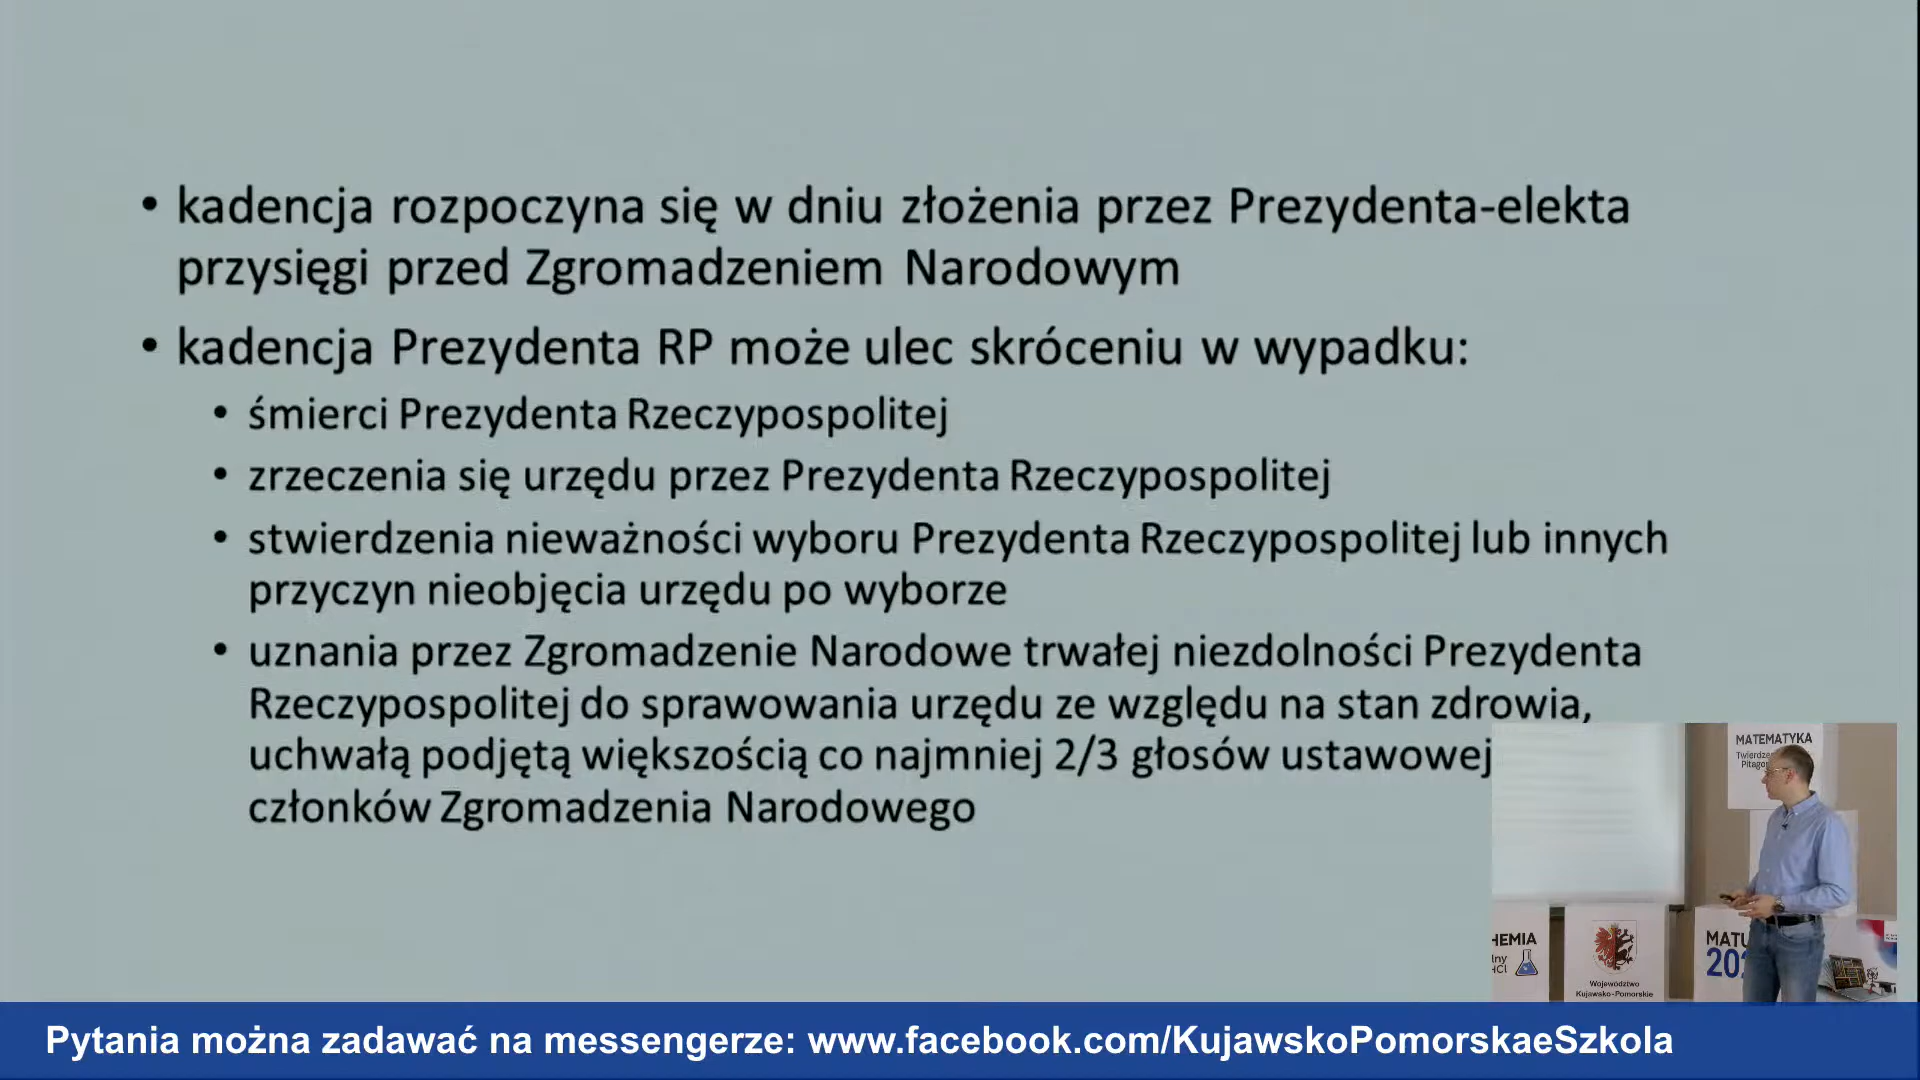 • kadencja rozpoczyna się w dniu złożenia przez Prezydenta-elekta
przysięgi przed Zgromadzeniem Narodowym
• kadencja Prezydenta RP może ulec skróceniu w wypadku:
• śmierci Prezydenta Rzeczypospolitej
• zrzeczenia się urzędu przez Prezydenta Rzeczypospolitej
• stwierdzenia nieważności wyboru Prezydenta Rzeczypospolitej lub innych
przyczyn nieobjęcia urzędu po wyborze
• uznania przez Zgromadzenie Narodowe trwałej niezdolności Prezydenta
Rzeczypospolitej do sprawowania urzędu ze względu na stan zdrowia,
uchwałą podjętą większością co najmniej 2/3 głosów ustawowej
członków Zgromadzenia Narodowego
MATEMATYKA
Województwo
Kujawsko-Pomorskie
Pytania można zadawać na messengerze: www.facebook.com/KujawskoPomorskaeSzkola